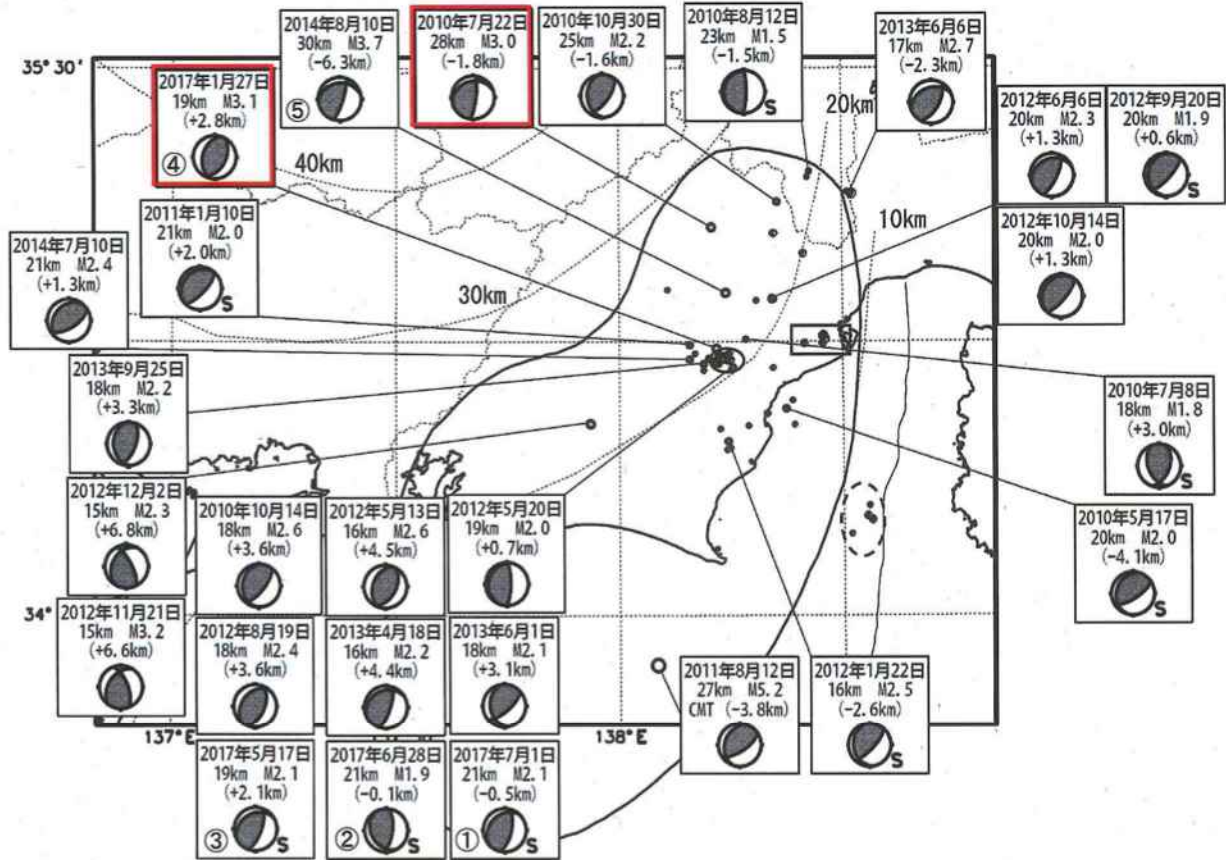 2014年8月10日
30km M3.7
(-6.3km)
⑤
2010年7月22日
28km M3.0
(-1.8km)
2010年10月30日
25km M2.2
(-1.6km)
2010年8月12日
23km M1.5
(-1.5km)
S
2013年6月6日
17km M2.7
(-2.3km)
35° 30'
2017年1月27日
19km M3.1
(+2.8km)
④
40km
20km
2012年6月6日
20km M2.3
(+1.3km)
2012年9月20日
20km M1.9
(+0.6km)
S
2011年1月10日
21km M2.0
(+2.0km)
S
10km
2012年10月14日
20km M2.0
(+1.3km)
2014年7月10日
21km M2.4
(+1.3km)
30km
2013年9月25日
18km M2.2
(+3.3km)
2010年7月8日
18km M1.8
(+3.0km)
S
2012年12月2日
15km M2.3
(+6.8km)
2010年10月14日
18km M2.6
(+3.6km)
2012年5月13日
16km M2.6
(+4.5km)
2012年5月20日
19km M2.0
(+0.7km)
2010年5月17日
20km M2.0
(-4.1km)
S
34°
2012年11月21日
15km M3.2
(+6.6km)
2012年8月19日
18km M2.4
(+3.6km)
2013年4月18日
16km M2.2
(+4.4km)
2013年6月1日
18km M2.1
(+3.1km)
2011年8月12日
27km M5.2
CMT (-3.8km)
2012年1月22日
16km M2.5
(-2.6km)
S
137°E
138°E
2017年5月17日
19km M2.1
(+2.1km)
③
S
2017年6月28日
21km M1.9
(-0.1km)
②
S
2017年7月1日
21km M2.1
(-0.5km)
①
S